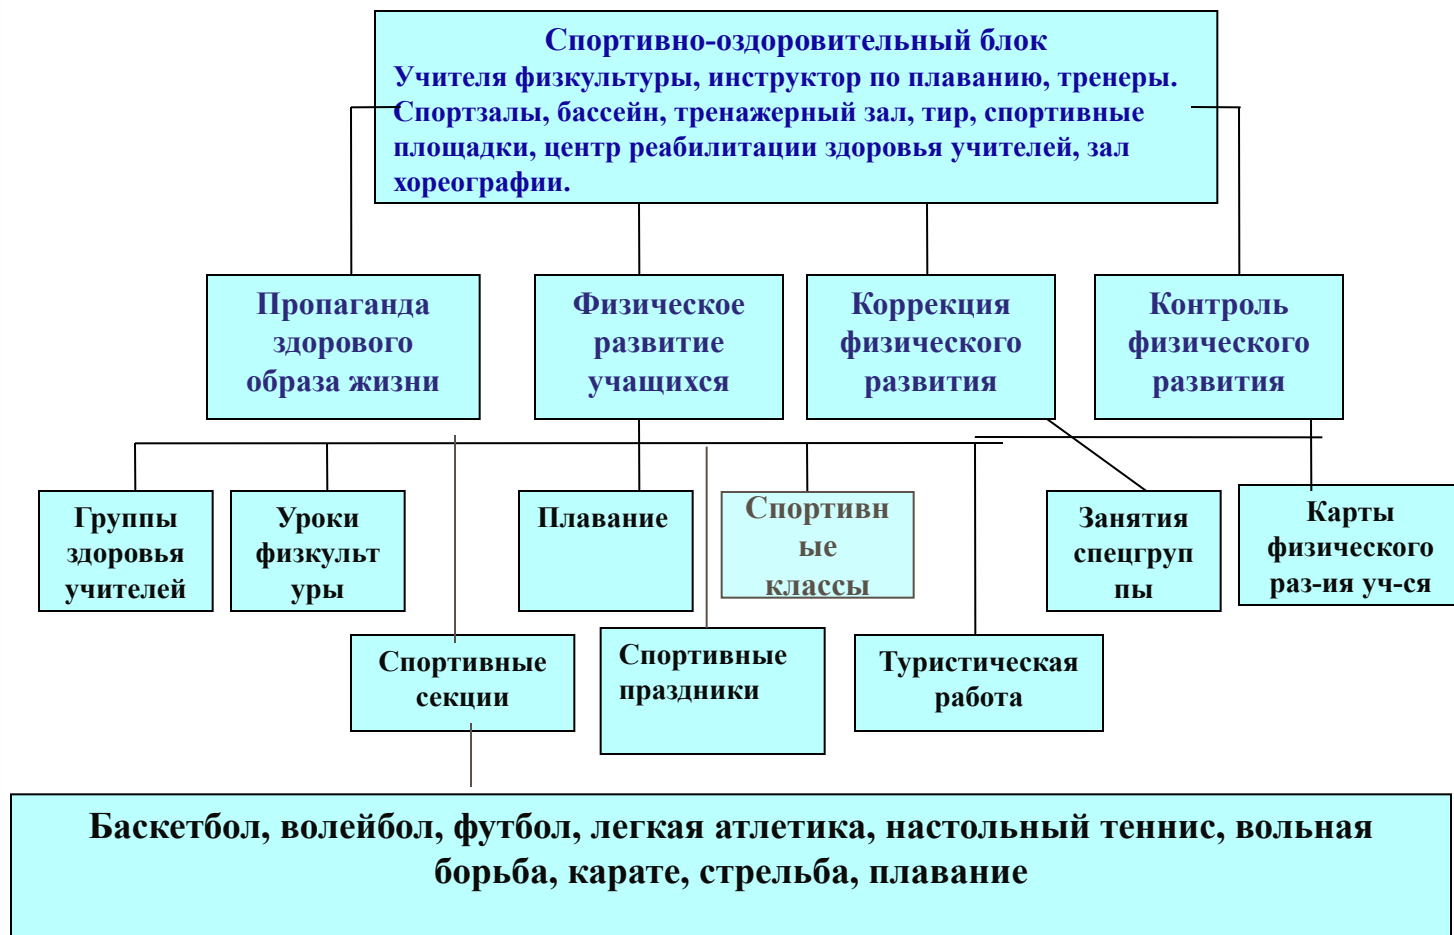 Спортивно-оздоровительный блок
Учителя физкультуры, инструктор по плаванию, тренеры.
Спортзалы, бассейн, тренажерный зал, тир, спортивные
площадки, центр реабилитации здоровья учителей, зал
хореографии.
Пропаганда
здорового
образа жизни
Физическое
развитие
учащихся
Коррекция
физического
развития
Контроль
физического
развития
Группы
здоровья
учителей
Уроки
физкульт
уры
Плавание
Спортивн
ые
классы
Занятия
спецгруп
пы
Карты
физического
раз-ия уч-ся
Спортивные
секции
Спортивные
праздники
Туристическая
работа
Баскетбол, волейбол, футбол, легкая атлетика, настольный теннис, вольная
борьба, карате, стрельба, плавание